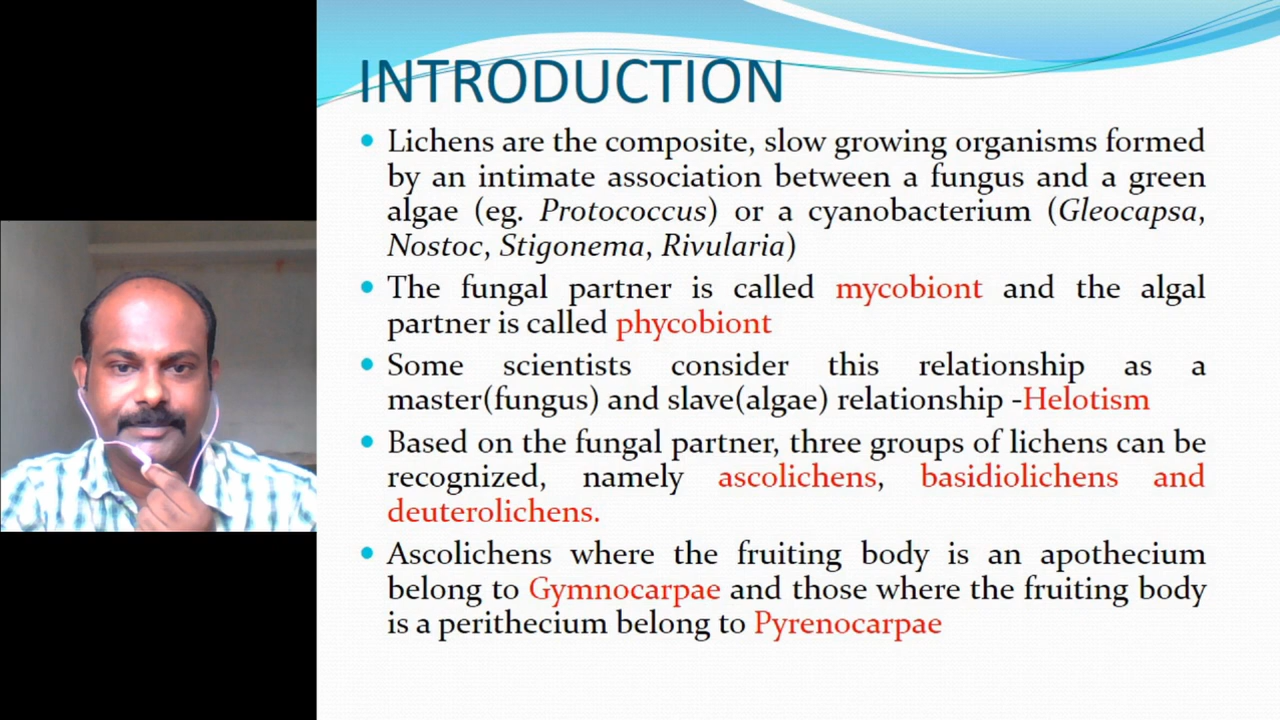 INTRODUCTION
• Lichens are the composite, slow growing organisms formed
by an intimate association between a fungus and a green
algae (eg. Protococcus) or a cyanobacterium (Gleocapsa,
Nostoc, Stigonema, Rivularia)
• The fungal partner is called mycobiont and the algal
partner is called phycobiont
• Some scientists consider this relationship as a
master(fungus) and slave(algae) relationship -Helotism
• Based on the fungal partner, three groups of lichens can be
recognized, namely ascolichens, basidiolichens and
deuterolichens.
• Ascolichens where the fruiting body is an apothecium
belong to Gymnocarpae and those where the fruiting body
is a perithecium belong to Pyrenocarpae